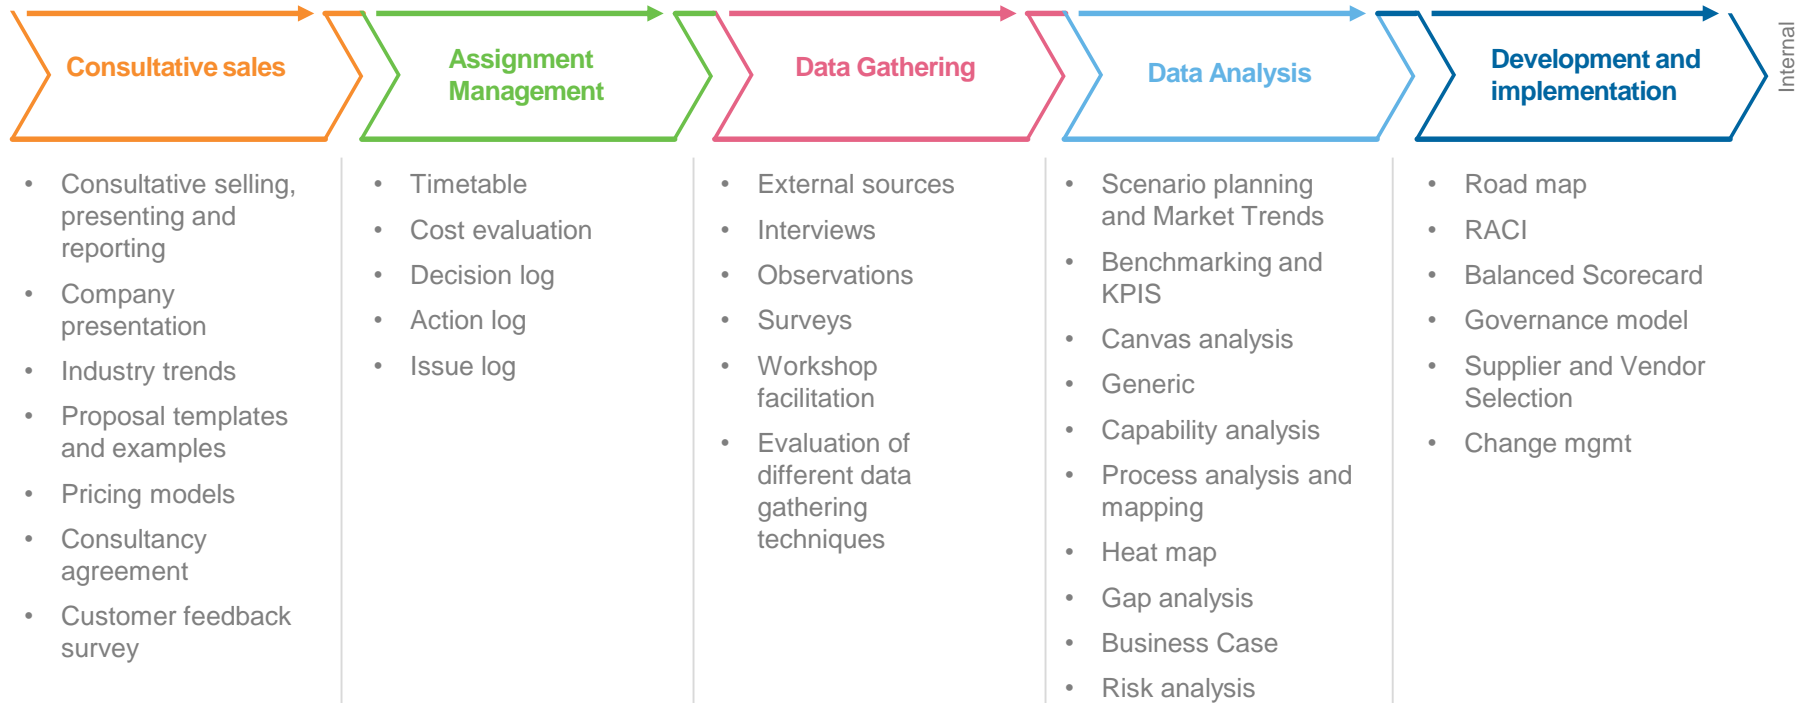 Consultative sales
Assignment
Management
Data Gathering
Data Analysis
Development and
implementation
Internal
• Consultative selling,
presenting and
reporting
• Company
presentation
• Industry trends
• Proposal templates
and examples
• Pricing models
• Consultancy
agreement
• Customer feedback
survey
• Timetable
• Cost evaluation
• Decision log
• Action log
• Issue log
• External sources
• Interviews
• Observations
• Surveys
• Workshop
facilitation
• Evaluation of
different data
gathering
techniques
• Scenario planning
and Market Trends
• Benchmarking and
KPIS
• Canvas analysis
• Generic
• Capability analysis
• Process analysis and
mapping
• Heat map
• Gap analysis
• Business Case
• Risk analysis
• Road map
• RACI
• Balanced Scorecard
• Governance model
• Supplier and Vendor
Selection
• Change mgmt